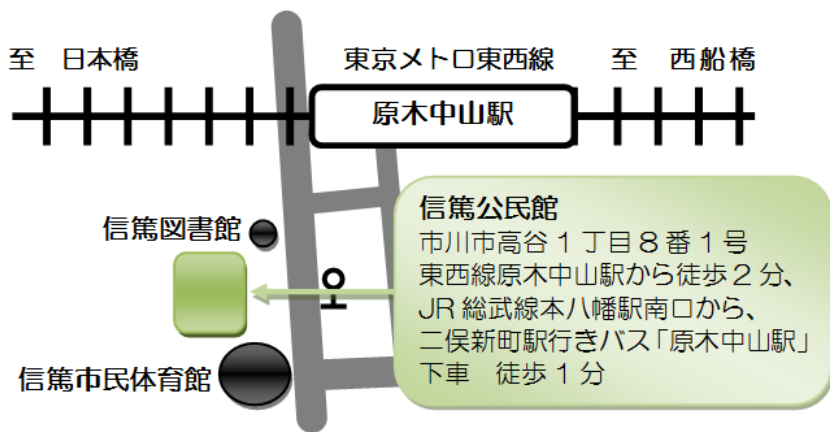 至 日本橋
東京メトロ東西線
至 西船橋
原木中山駅
信篤図書館
信篤市民体育館
信篤公民館
市川市高谷1丁目8番1号
東西線原木中山駅から徒歩2分、
JR総武線本八幡駅南口から、
二俣新町駅行きバス「原木中山駅」
下車 徒歩1分